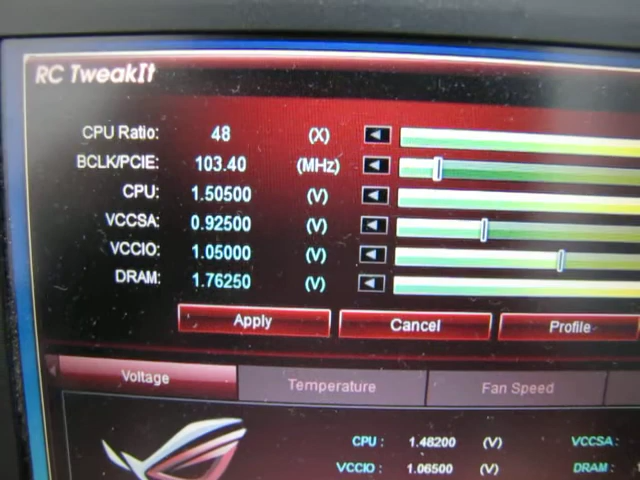 RC TweakIt
CPU Ratio: 48 (X)
BCLK/PCIE: 103.40 (MHz)
CPU: 1.50500 (V)
VCCSA: 0.92500 (V)
VCCIO: 1.05000 (V)
DRAM: 1.76250 (V)
Apply Cancel Profile
Voltage Temperature Fan Speed
CPU : 1.48200 (V) VCCSA :
VCCIO : 1.06500 (V) DRAM :